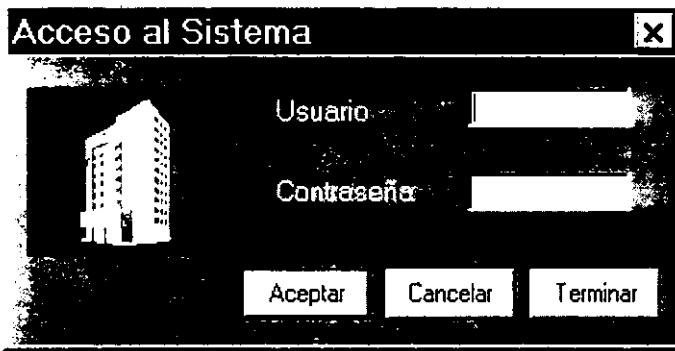 Acceso al Sistema
Usuario
Contraseña
Aceptar Cancelar Terminar